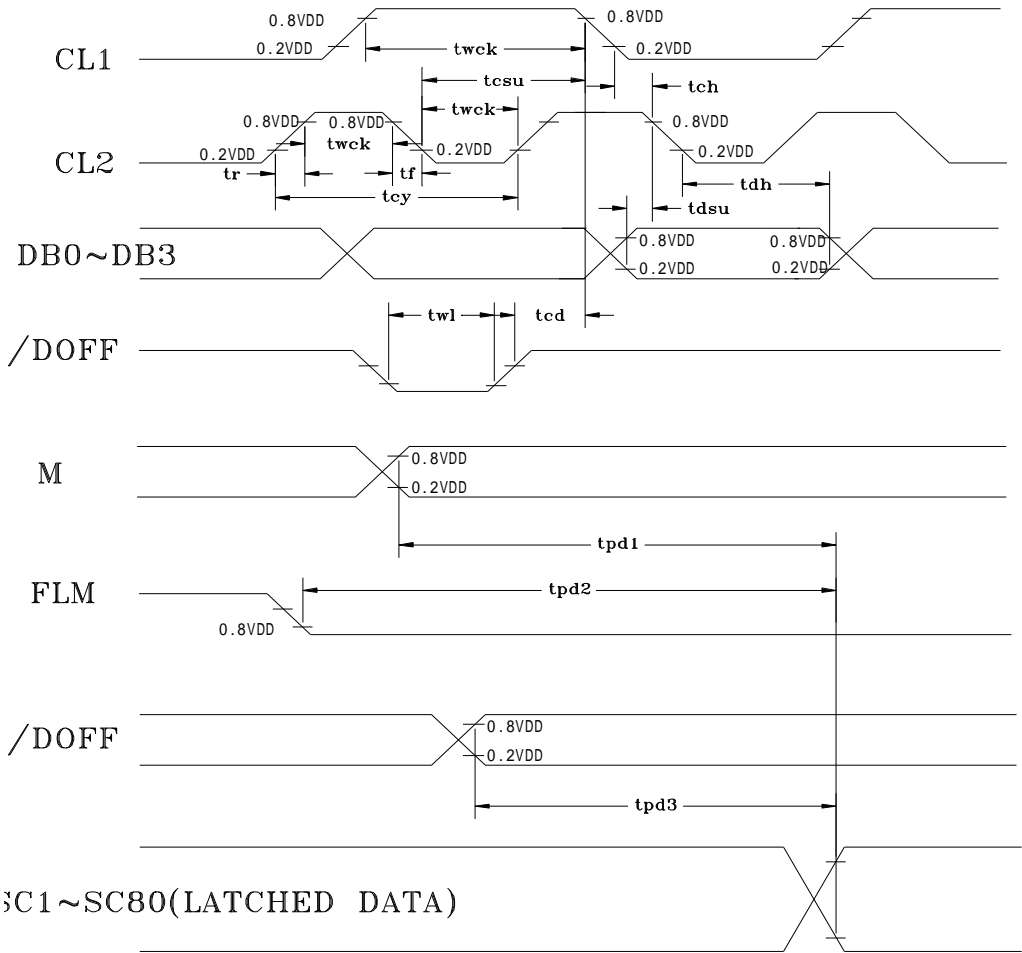 0.8VDD 0.8VDD
CL1 0.2VDD twck 0.2VDD
tcsu tch
twck
0.8VDD 0.8VDD 0.8VDD
CL2 0.2VDD twck 0.2VDD 0.2VDD
tr tf tdh
tcy tdsu
DB0~DB3 0.8VDD 0.8VDD
0.2VDD 0.2VDD
twl tcd
/DOFF
M 0.8VDD
0.2VDD
tpd1
FLM tpd2
0.8VDD
/DOFF 0.8VDD
0.2VDD
tpd3
SC1~SC80(LATCHED DATA)